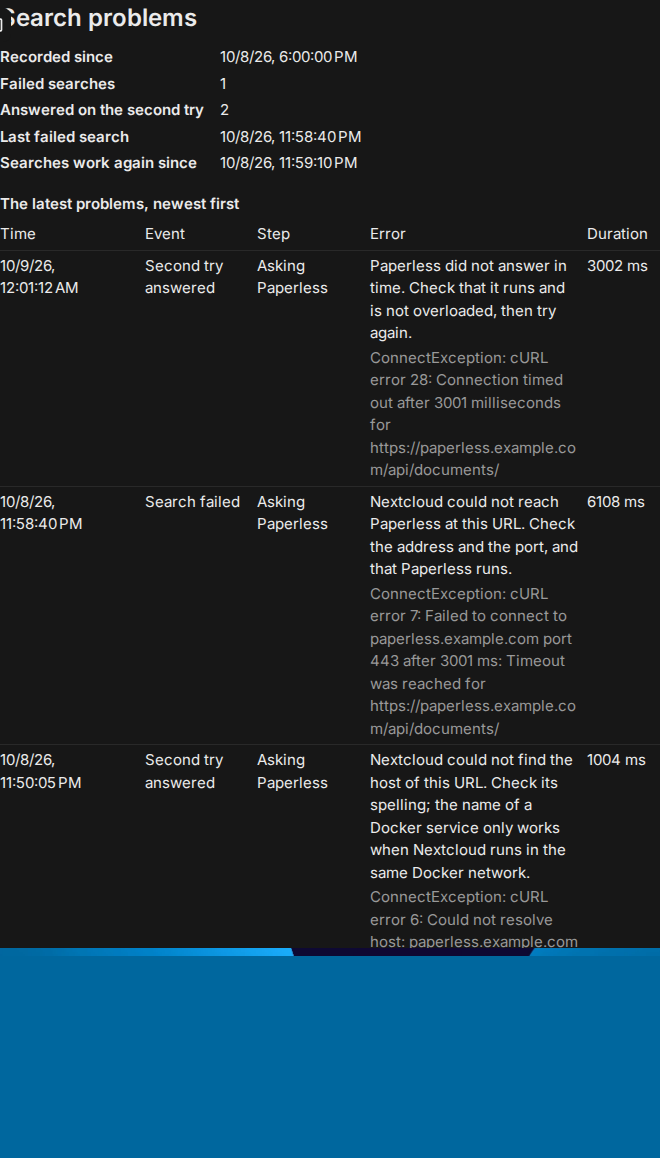 Search problems
Recorded since 10/8/26, 6:00:00 PM
Failed searches 1
Answered on the second try 2
Last failed search 10/8/26, 11:58:40 PM
Searches work again since 10/8/26, 11:59:10 PM
The latest problems, newest first
Time Event Step Error Duration
10/9/26, 12:01:12 AM
Second try answered
Asking Paperless
Paperless did not answer in
time. Check that it runs and
is not overloaded, then try
again.
ConnectException: cURL
error 28: Connection timed
out after 3001 milliseconds
for
https://paperless.example.co
m/api/documents/
3002 ms
10/8/26, 11:58:40 PM
Search failed
Asking Paperless
Nextcloud could not reach
Paperless at this URL. Check
the address and the port, and
that Paperless runs.
ConnectException: cURL
error 7: Failed to connect to
paperless.example.com port
443 after 3001 ms: Timeout
was reached for
https://paperless.example.co
m/api/documents/
6108 ms
10/8/26, 11:50:05 PM
Second try answered
Asking Paperless
Nextcloud could not find the
host of this URL. Check its
spelling; the name of a
Docker service only works
when Nextcloud runs in the
same Docker network.
ConnectException: cURL
error 6: Could not resolve
host: paperless.example.com
1004 ms